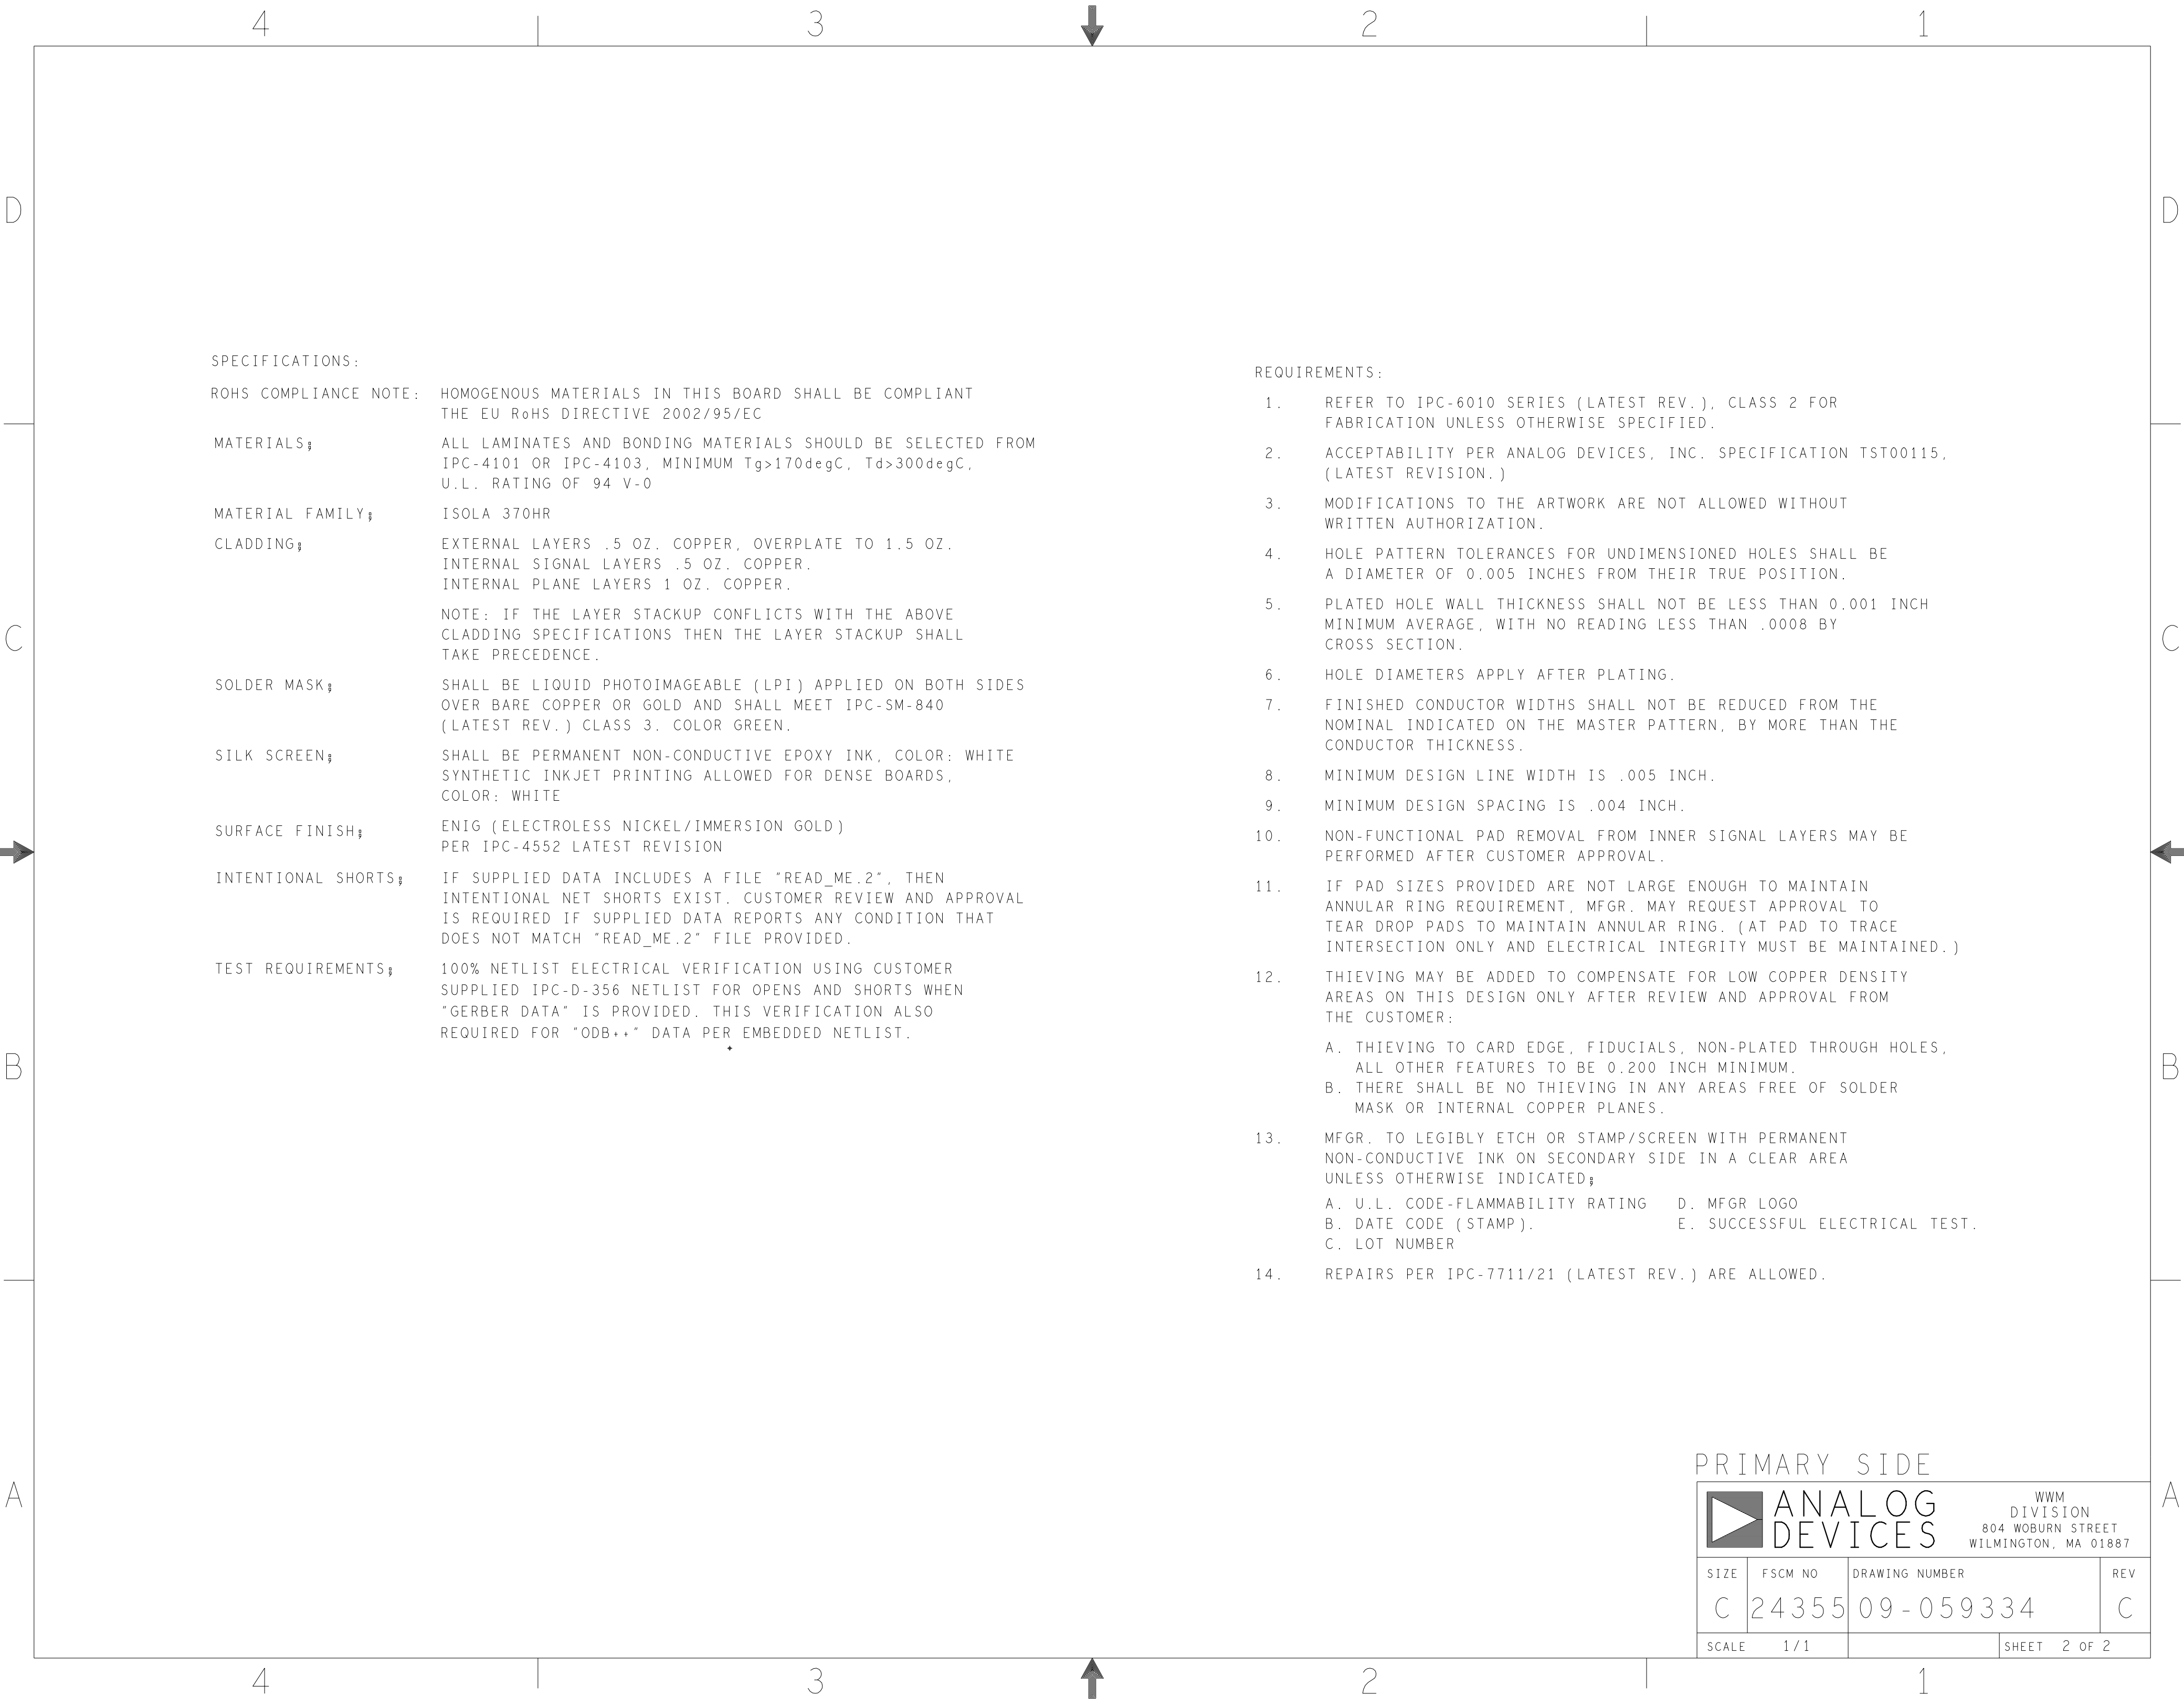 4 3 2 1
D D
SPECIFICATIONS:
ROHS COMPLIANCE NOTE: HOMOGENOUS MATERIALS IN THIS BOARD SHALL BE COMPLIANT
THE EU RoHS DIRECTIVE 2002/95/EC
MATERIALS; ALL LAMINATES AND BONDING MATERIALS SHOULD BE SELECTED FROM
IPC-4101 OR IPC-4103, MINIMUM Tg>170degC, Td>300degC,
U.L. RATING OF 94 V-0
MATERIAL FAMILY; ISOLA 370HR
CLADDING; EXTERNAL LAYERS .5 OZ. COPPER, OVERPLATE TO 1.5 OZ.
INTERNAL SIGNAL LAYERS .5 OZ. COPPER.
INTERNAL PLANE LAYERS 1 OZ. COPPER.
NOTE: IF THE LAYER STACKUP CONFLICTS WITH THE ABOVE
CLADDING SPECIFICATIONS THEN THE LAYER STACKUP SHALL
TAKE PRECEDENCE.
SOLDER MASK; SHALL BE LIQUID PHOTOIMAGEABLE (LPI) APPLIED ON BOTH SIDES
OVER BARE COPPER OR GOLD AND SHALL MEET IPC-SM-840
(LATEST REV.) CLASS 3. COLOR GREEN.
SILK SCREEN; SHALL BE PERMANENT NON-CONDUCTIVE EPOXY INK, COLOR: WHITE
SYNTHETIC INKJET PRINTING ALLOWED FOR DENSE BOARDS,
COLOR: WHITE
SURFACE FINISH; ENIG (ELECTROLESS NICKEL/IMMERSION GOLD)
PER IPC-4552 LATEST REVISION
INTENTIONAL SHORTS; IF SUPPLIED DATA INCLUDES A FILE "READ_ME.2", THEN
INTENTIONAL NET SHORTS EXIST. CUSTOMER REVIEW AND APPROVAL
IS REQUIRED IF SUPPLIED DATA REPORTS ANY CONDITION THAT
DOES NOT MATCH "READ_ME.2" FILE PROVIDED.
TEST REQUIREMENTS; 100% NETLIST ELECTRICAL VERIFICATION USING CUSTOMER
SUPPLIED IPC-D-356 NETLIST FOR OPENS AND SHORTS WHEN
"GERBER DATA" IS PROVIDED. THIS VERIFICATION ALSO
REQUIRED FOR "ODB++" DATA PER EMBEDDED NETLIST.
REQUIREMENTS:
1. REFER TO IPC-6010 SERIES (LATEST REV.), CLASS 2 FOR
FABRICATION UNLESS OTHERWISE SPECIFIED.
2. ACCEPTABILITY PER ANALOG DEVICES, INC. SPECIFICATION TST00115,
(LATEST REVISION.)
3. MODIFICATIONS TO THE ARTWORK ARE NOT ALLOWED WITHOUT
WRITTEN AUTHORIZATION.
4. HOLE PATTERN TOLERANCES FOR UNDIMENSIONED HOLES SHALL BE
A DIAMETER OF 0.005 INCHES FROM THEIR TRUE POSITION.
5. PLATED HOLE WALL THICKNESS SHALL NOT BE LESS THAN 0.001 INCH
MINIMUM AVERAGE, WITH NO READING LESS THAN .0008 BY
CROSS SECTION.
6. HOLE DIAMETERS APPLY AFTER PLATING.
7. FINISHED CONDUCTOR WIDTHS SHALL NOT BE REDUCED FROM THE
NOMINAL INDICATED ON THE MASTER PATTERN, BY MORE THAN THE
CONDUCTOR THICKNESS.
8. MINIMUM DESIGN LINE WIDTH IS .005 INCH.
9. MINIMUM DESIGN SPACING IS .004 INCH.
10. NON-FUNCTIONAL PAD REMOVAL FROM INNER SIGNAL LAYERS MAY BE
PERFORMED AFTER CUSTOMER APPROVAL.
11. IF PAD SIZES PROVIDED ARE NOT LARGE ENOUGH TO MAINTAIN
ANNULAR RING REQUIREMENT, MFGR. MAY REQUEST APPROVAL TO
TEAR DROP PADS TO MAINTAIN ANNULAR RING. (AT PAD TO TRACE
INTERSECTION ONLY AND ELECTRICAL INTEGRITY MUST BE MAINTAINED.)
12. THIEVING MAY BE ADDED TO COMPENSATE FOR LOW COPPER DENSITY
AREAS ON THIS DESIGN ONLY AFTER REVIEW AND APPROVAL FROM
THE CUSTOMER:
A. THIEVING TO CARD EDGE, FIDUCIALS, NON-PLATED THROUGH HOLES,
ALL OTHER FEATURES TO BE 0.200 INCH MINIMUM.
B. THERE SHALL BE NO THIEVING IN ANY AREAS FREE OF SOLDER
MASK OR INTERNAL COPPER PLANES.
13. MFGR. TO LEGIBLY ETCH OR STAMP/SCREEN WITH PERMANENT
NON-CONDUCTIVE INK ON SECONDARY SIDE IN A CLEAR AREA
UNLESS OTHERWISE INDICATED;
A. U.L. CODE-FLAMMABILITY RATING D. MFGR LOGO
B. DATE CODE (STAMP). E. SUCCESSFUL ELECTRICAL TEST.
C. LOT NUMBER
14. REPAIRS PER IPC-7711/21 (LATEST REV.) ARE ALLOWED.
C C
B B
A A
PRIMARY SIDE
ANALOG
DEVICES
WWM
DIVISION
804 WOBURN STREET
WILMINGTON, MA 01887
SIZE FSCM NO DRAWING NUMBER REV
C 24355 09-059334 C
SCALE 1/1 SHEET 2 OF 2
4 3 2 1